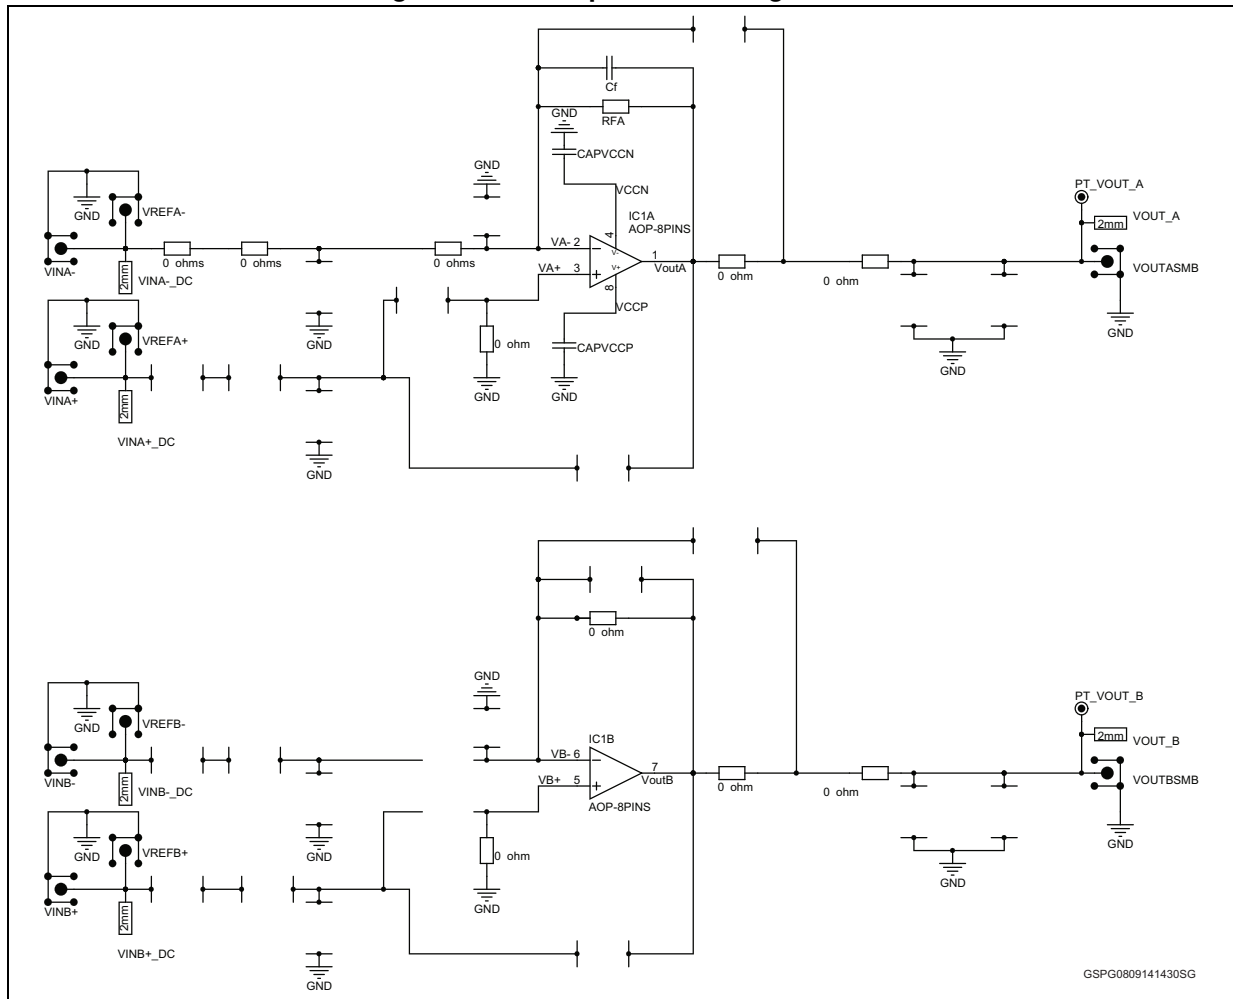 GND
Cf
RFA
CAPVCCN
GND
VCCN
GND
VREFA-
IC1A
AOP-8PINS
PT_VOUT_A
2mm
VOUT_A
VINA-
2mm
VINA-_DC
0 ohms
0 ohms
0 ohms
VA- 2
4
V-
VA+ 3
V+
8
1
VoutA
0 ohm
0 ohm
VOUTASMB
GND
VCCP
GND
VREFA+
GND
0 ohm
CAPVCCP
GND
VINA+
2mm
GND
GND
VINA+_DC
GND
0 ohm
GND
VREFB-
GND
PT_VOUT_B
2mm
VOUT_B
VINB-
2mm
VINB-_DC
IC1B
VB- 6
VB+ 5
7
VoutB
AOP-8PINS
0 ohm
0 ohm
VOUTBSMB
GND
GND
VREFB+
GND
0 ohm
GND
VINB+
2mm
GND
VINB+_DC
GND
GSPG0809141430SG